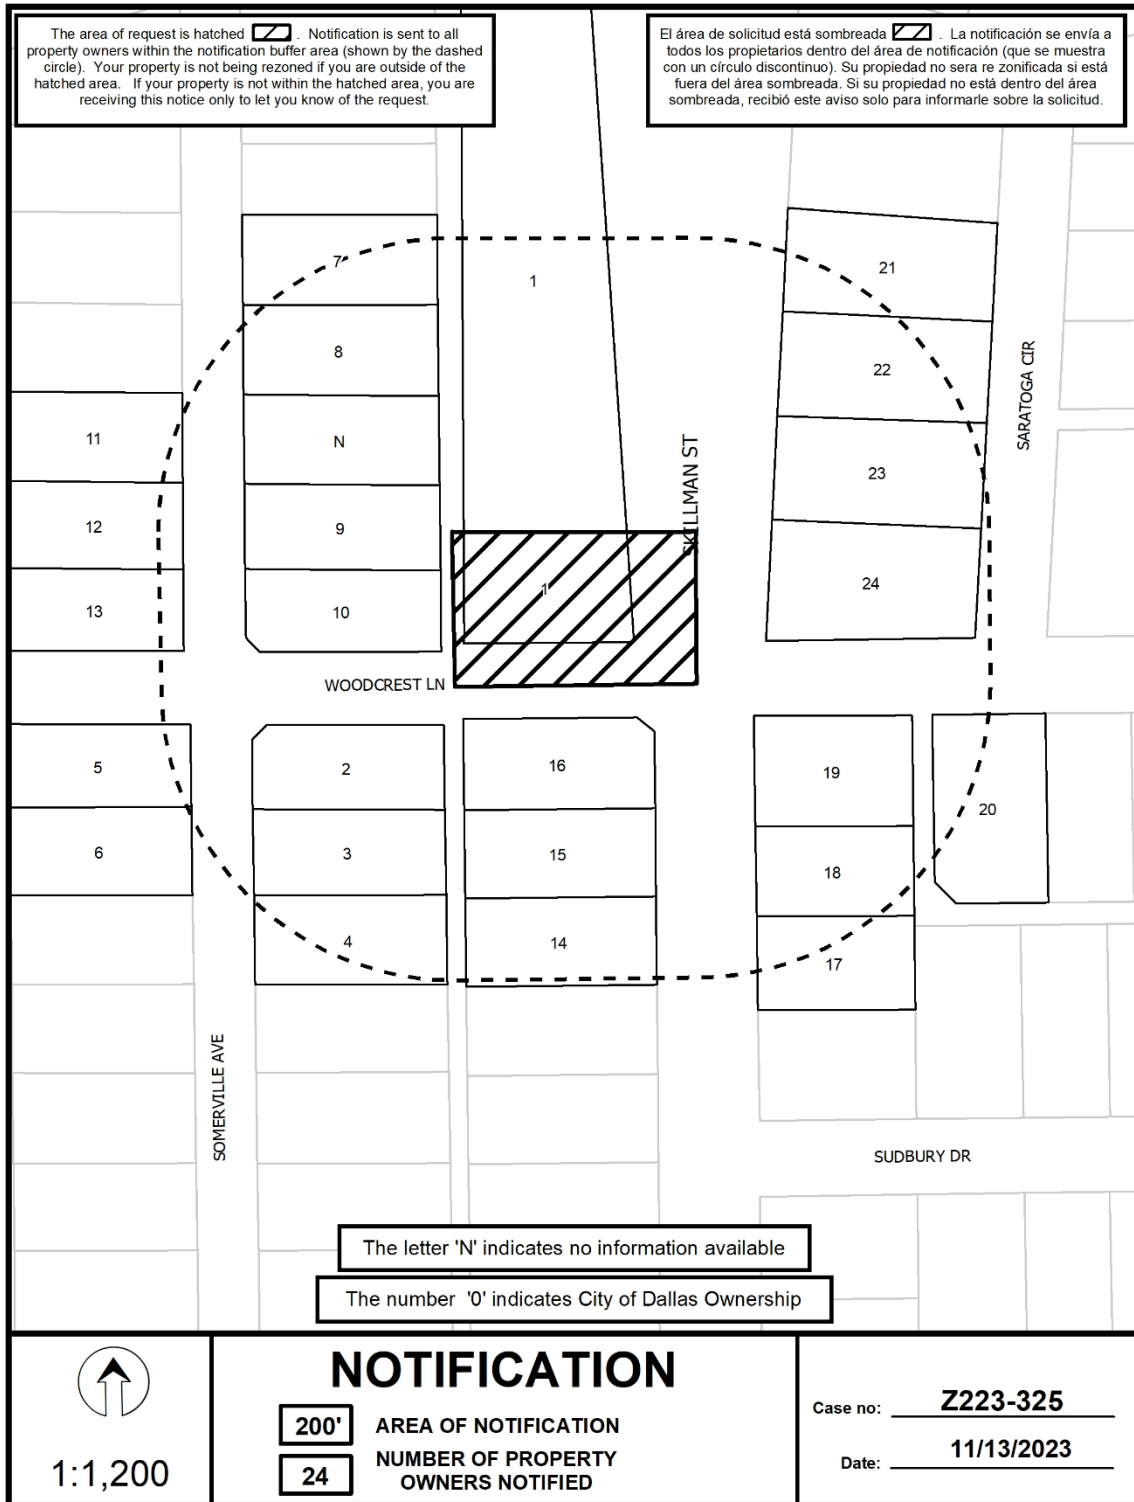 The area of request is hatched . Notification is sent to all
property owners within the notification buffer area (shown by the dashed
circle). Your property is not being rezoned if you are outside of the
hatched area. If your property is not within the hatched area, you are
receiving this notice only to let you know of the request.
El área de solicitud está sombreada . La notificación se envía a
todos los propietarios dentro del área de notificación (que se muestra
con un círculo discontinuo). Su propiedad no sera re zonificada si está
fuera del área sombreada. Si su propiedad no está dentro del área
sombreada, recibió este aviso solo para informarle sobre la solicitud.
7
1
21
8
22
SARATOGA CIR
11
N
23
SKILLMAN ST
12
9
13
10
1
24
WOODCREST LN
5
2
16
19
20
6
3
15
18
4
14
17
SOMERVILLE AVE
SUDBURY DR
The letter 'N' indicates no information available
The number '0' indicates City of Dallas Ownership
1:1,200
NOTIFICATION
200' AREA OF NOTIFICATION
24 NUMBER OF PROPERTY
OWNERS NOTIFIED
Case no: Z223-325
Date: 11/13/2023